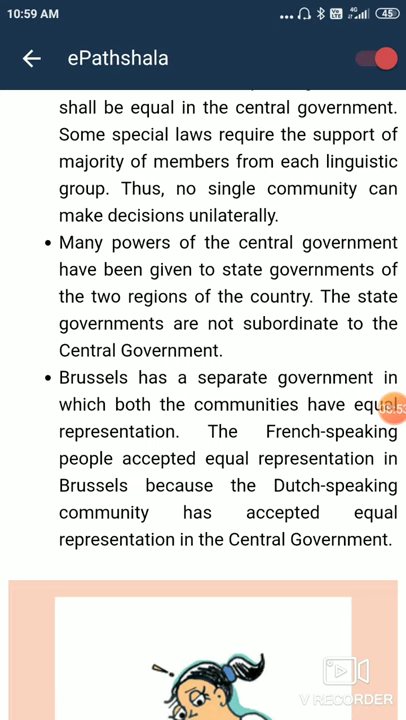 10:59 AM ... 4G 45
ePathshala
shall be equal in the central government.
Some special laws require the support of
majority of members from each linguistic
group. Thus, no single community can
make decisions unilaterally.
• Many powers of the central government
have been given to state governments of
the two regions of the country. The state
governments are not subordinate to the
Central Government.
• Brussels has a separate government in
which both the communities have equal
representation. The French-speaking
people accepted equal representation in
Brussels because the Dutch-speaking
community has accepted equal
representation in the Central Government.
V RECORDER